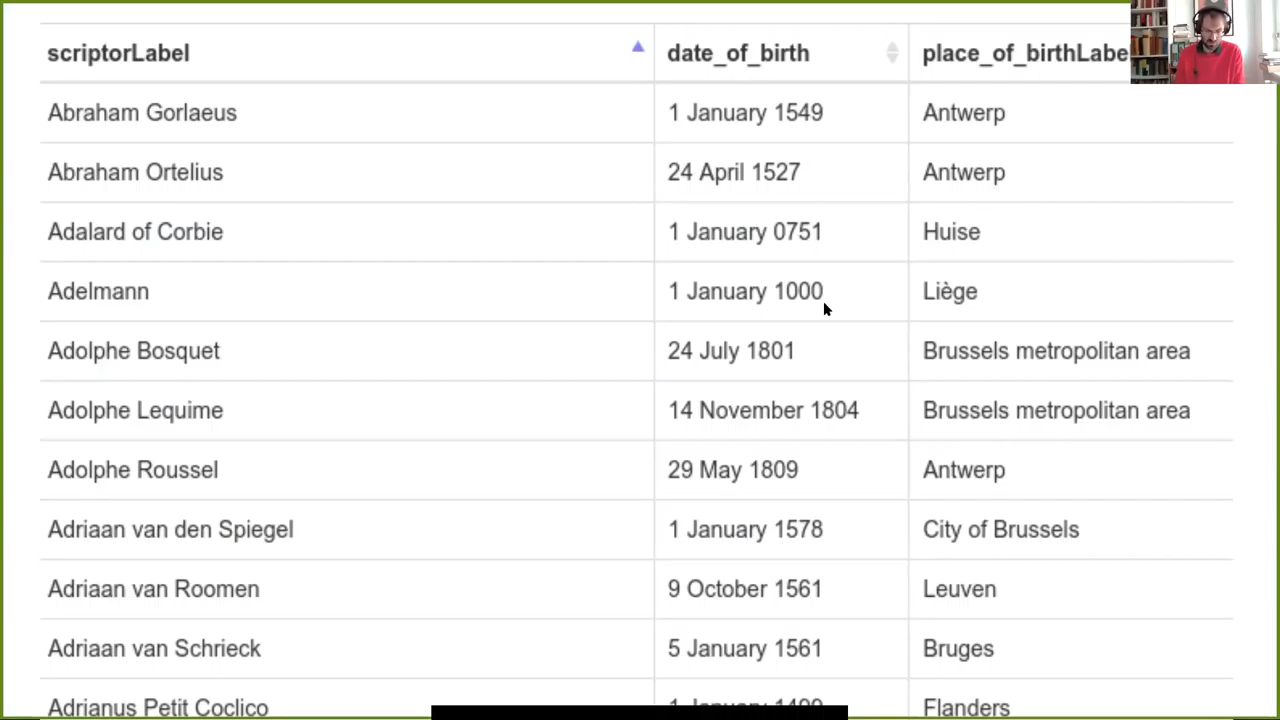 scriptorLabel date_of_birth place_of_birthLabe
Abraham Gorlaeus 1 January 1549 Antwerp
Abraham Ortelius 24 April 1527 Antwerp
Adalard of Corbie 1 January 0751 Huise
Adelmann 1 January 1000 Liège
Adolphe Bosquet 24 July 1801 Brussels metropolitan area
Adolphe Lequime 14 November 1804 Brussels metropolitan area
Adolphe Roussel 29 May 1809 Antwerp
Adriaan van den Spiegel 1 January 1578 City of Brussels
Adriaan van Roomen 9 October 1561 Leuven
Adriaan van Schrieck 5 January 1561 Bruges
Adrianus Petit Coclico 1 January Flanders